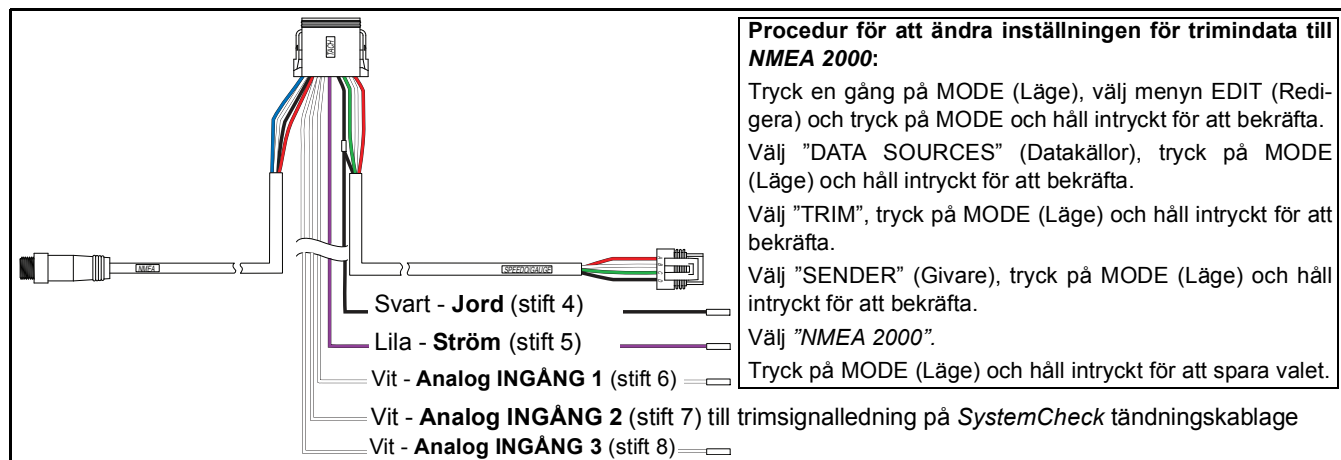 TACH
NMEA
SPEEDO/GAUGE
Svart - Jord (stift 4)
Lila - Ström (stift 5)
Vit - Analog INGÅNG 1 (stift 6)
Vit - Analog INGÅNG 2 (stift 7) till trimsignalledning på SystemCheck tändningskablage
Vit - Analog INGÅNG 3 (stift 8)
Procedur för att ändra inställningen för trimindata till
NMEA 2000:
Tryck en gång på MODE (Läge), välj menyn EDIT (Redi-
gera) och tryck på MODE och håll intryckt för att bekräfta.
Välj ”DATA SOURCES” (Datakällor), tryck på MODE
(Läge) och håll intryckt för att bekräfta.
Välj ”TRIM”, tryck på MODE (Läge) och håll intryckt för att
bekräfta.
Välj ”SENDER” (Givare), tryck på MODE (Läge) och håll
intryckt för att bekräfta.
Välj ”NMEA 2000”.
Tryck på MODE (Läge) och håll intryckt för att spara valet.